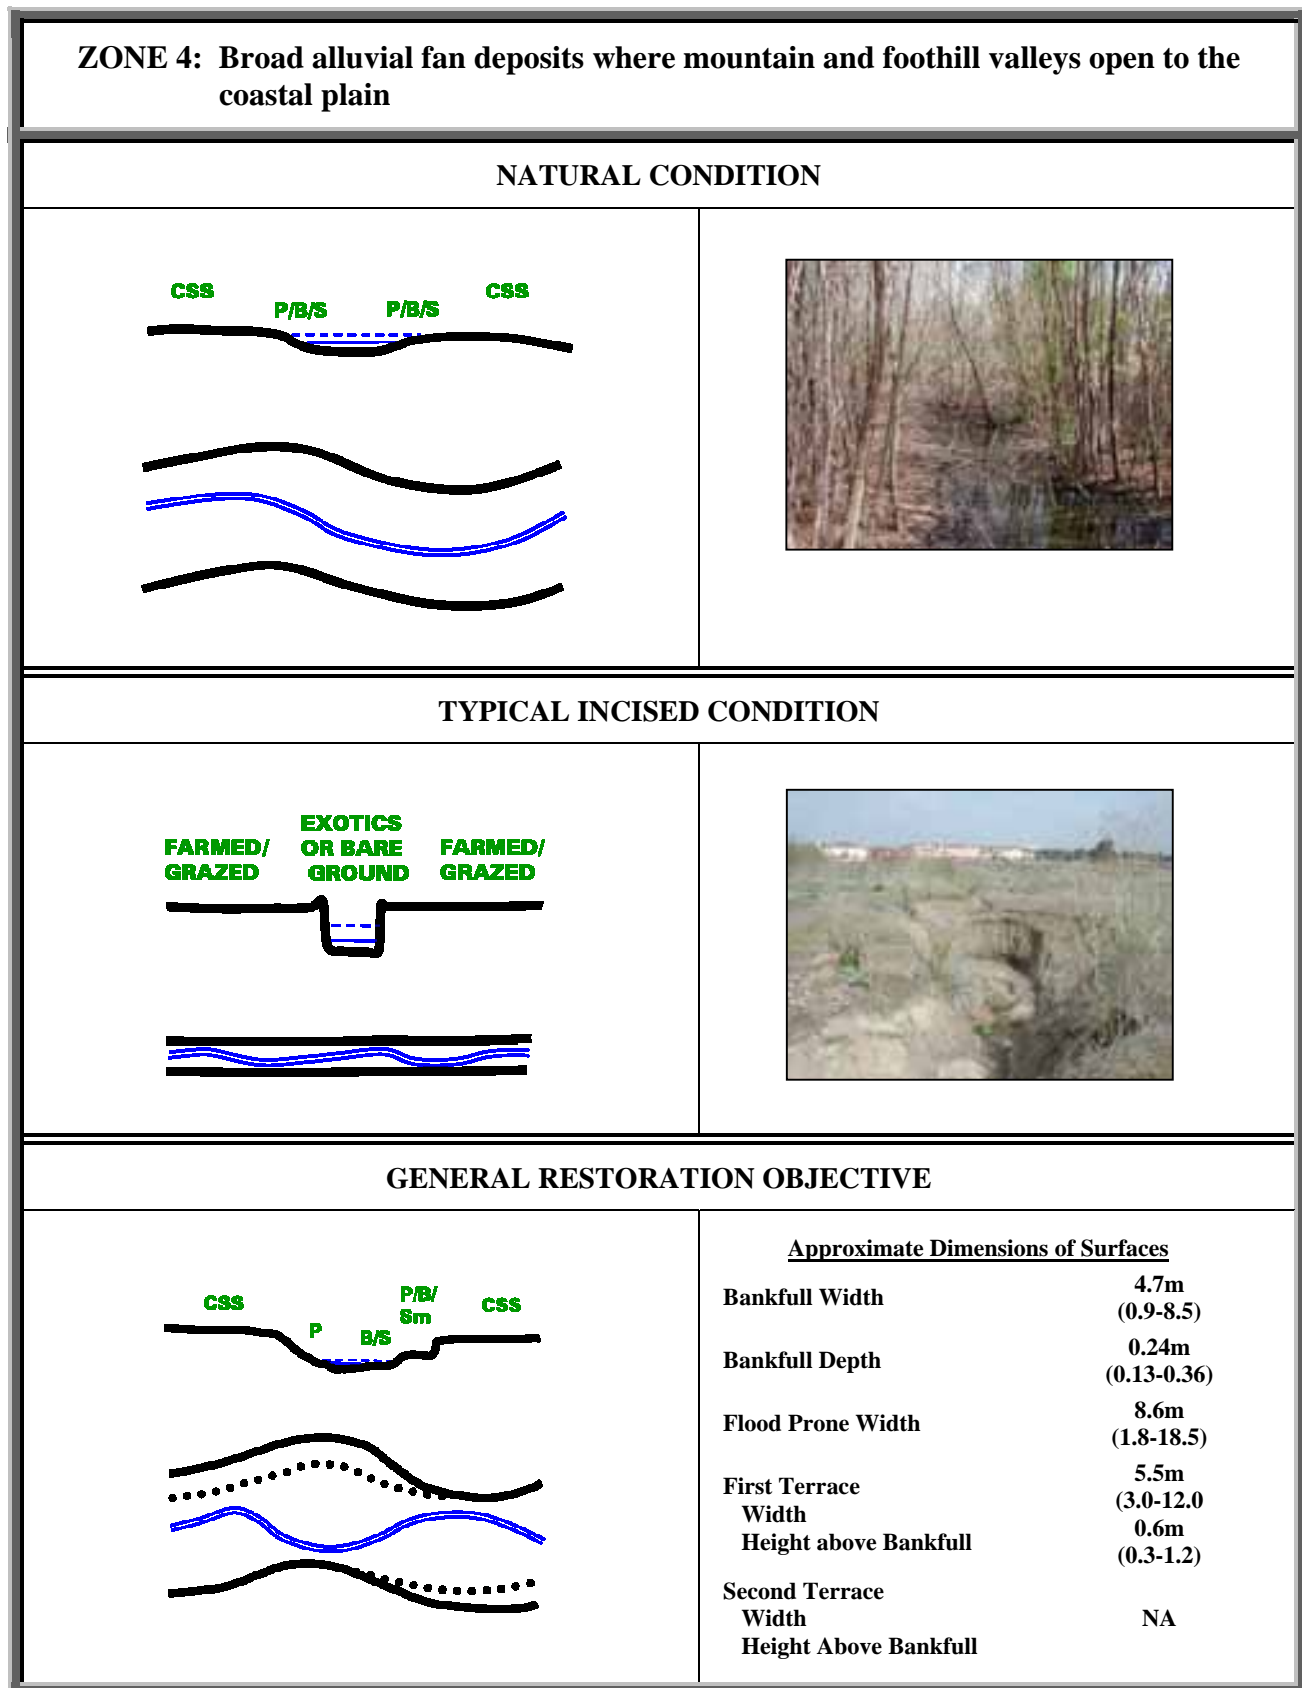 ZONE 4: Broad alluvial fan deposits where mountain and foothill valleys open to the
coastal plain
NATURAL CONDITION
CSS
CSS
P/B/S
P/B/S
TYPICAL INCISED CONDITION
FARMED/
GRAZED
EXOTICS
OR BARE
GROUND
FARMED/
GRAZED
GENERAL RESTORATION OBJECTIVE
CSS
P
B/S
P/B/
Sm
CSS
Approximate Dimensions of Surfaces
Bankfull Width
4.7m
(0.9-8.5)
Bankfull Depth
0.24m
(0.13-0.36)
Flood Prone Width
8.6m
(1.8-18.5)
First Terrace
Width
5.5m
(3.0-12.0
Height above Bankfull
0.6m
(0.3-1.2)
Second Terrace
Width
NA
Height Above Bankfull